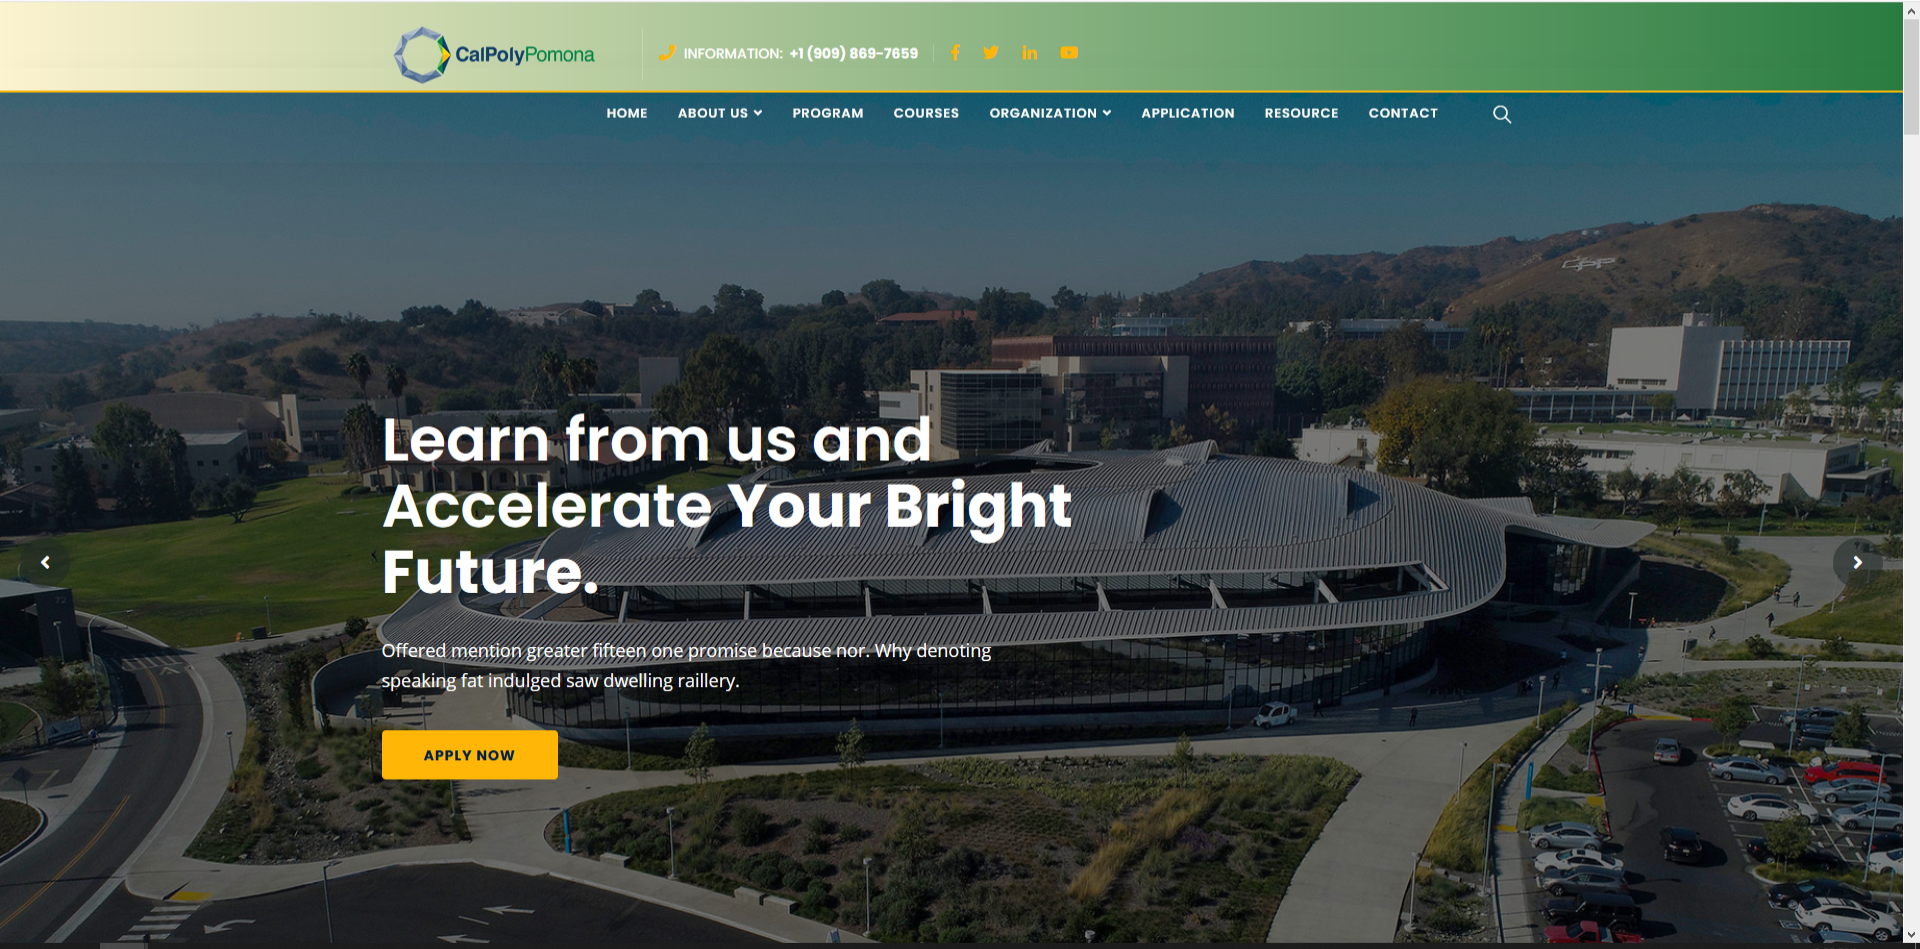 CalPolyPomona
INFORMATION: +1 (909) 869-7659
HOME ABOUT US PROGRAM COURSES ORGANIZATION APPLICATION RESOURCE CONTACT
Learn from us and
Accelerate Your Bright
Future.
Offered mention greater fifteen one promise because nor. Why denoting
speaking fat indulged saw dwelling raillery.
APPLY NOW